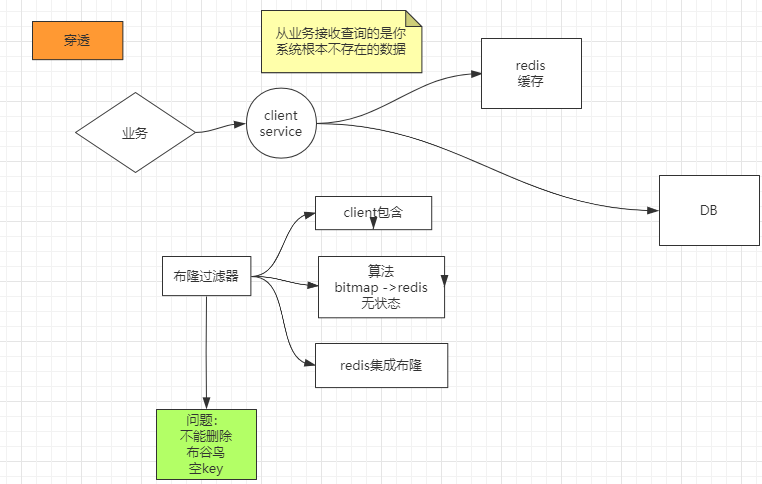 穿透
从业务接收查询的是你
系统根本不存在的数据
redis
缓存
业务
client
service
DB
client包含
布隆过滤器
算法
bitmap ->redis
无状态
redis集成布隆
问题：
不能删除
布谷鸟
空key